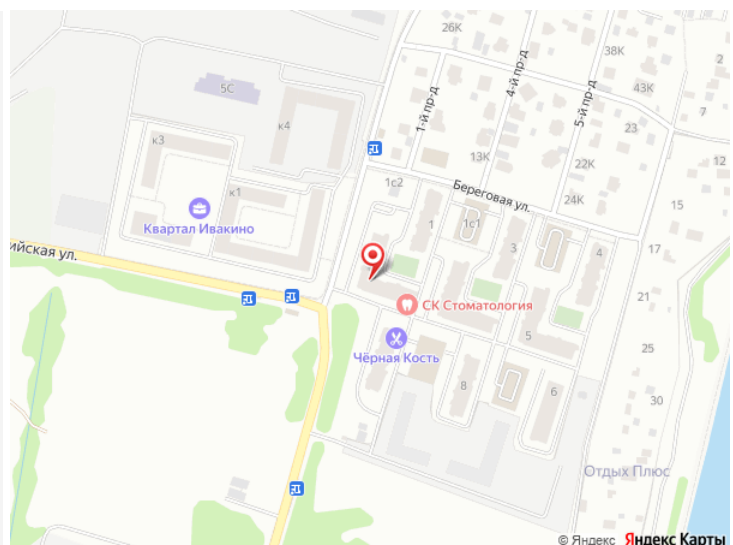 26К
38К
2
5С
4-й пр-д
43К
5-й пр-д
7
к4
1-й пр-д
23
к3
13К
22К
12
1с2
Береговая ул.
к1
24К
15
Квартал Ивакино
1
1с1
3
4
17
ийская ул.
21
СК Стоматология
5
25
Чёрная Кость
8
6
30
Отдых Плюс
© Яндекс Яндекс Карты